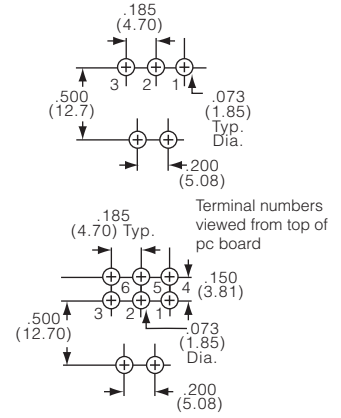 .185
(4.70)
3 2 1
.500
(12.7)
.073
(1.85)
Typ.
Dia.
.200
(5.08)
Terminal numbers
viewed from top of
pc board
.185
(4.70) Typ.
6 5 4
.150
(3.81)
3 2 1
.500
(12.70)
.073
(1.85)
Dia.
.200
(5.08)